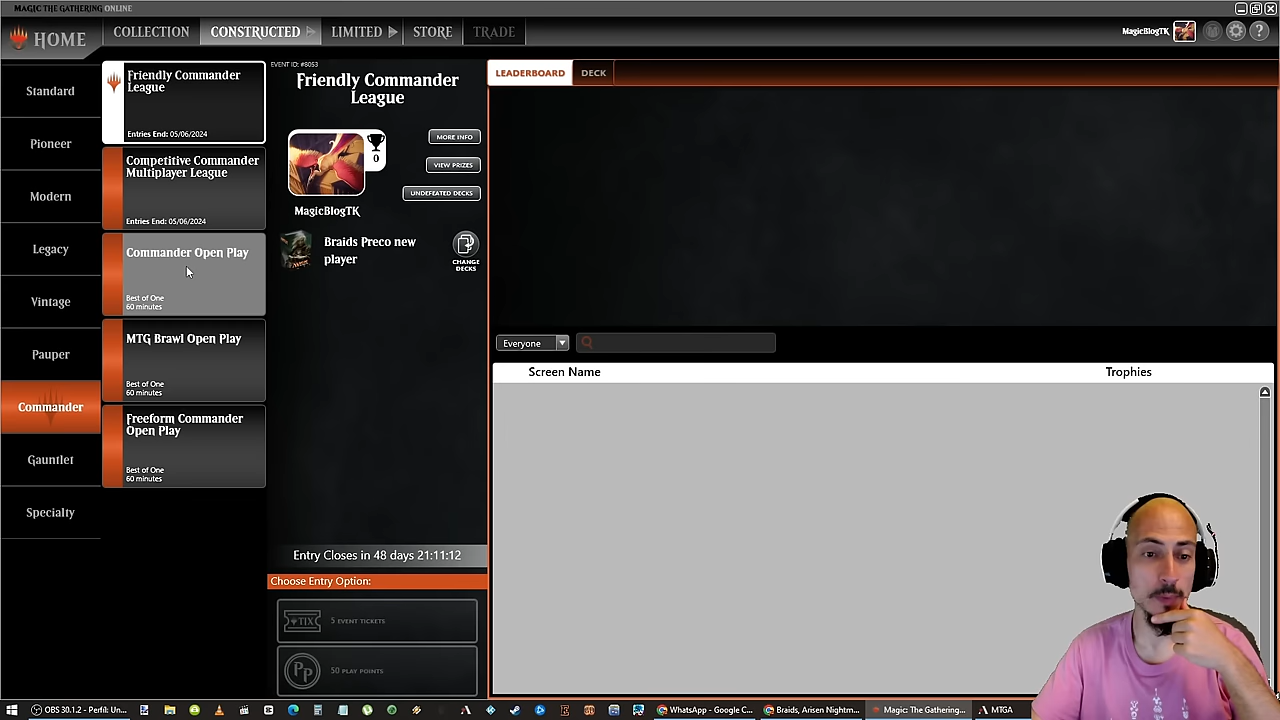 MAGIC THE GATHERING ONLINE
HOME
COLLECTION
CONSTRUCTED
LIMITED
STORE
TRADE
MagicBlogTK
Standard
Pioneer
Modern
Legacy
Vintage
Pauper
Commander
Gauntlet
Specialty
Friendly Commander
League
Entries End: 05/06/2024
Competitive Commander
Multiplayer League
Entries End: 05/06/2024
Commander Open Play
Best of One
60 minutes
MTG Brawl Open Play
Best of One
60 minutes
Freeform Commander
Open Play
Best of One
60 minutes
EVENT ID: #8053
Friendly Commander
League
0
MORE INFO
VIEW PRIZES
UNDEFEATED DECKS
MagicBlogTK
Braids Preco new
player
CHANGE
DECKS
Entry Closes in 48 days 21:11:12
Choose Entry Option:
TIX
5 EVENT TICKETS
PP
50 PLAY POINTS
LEADERBOARD
DECK
Everyone
Screen Name
Trophies
OBS 30.1.2 - Perfil: Un...
WhatsApp - Google C...
Braids, Arisen Nightm...
Magic: The Gathering...
MTGA